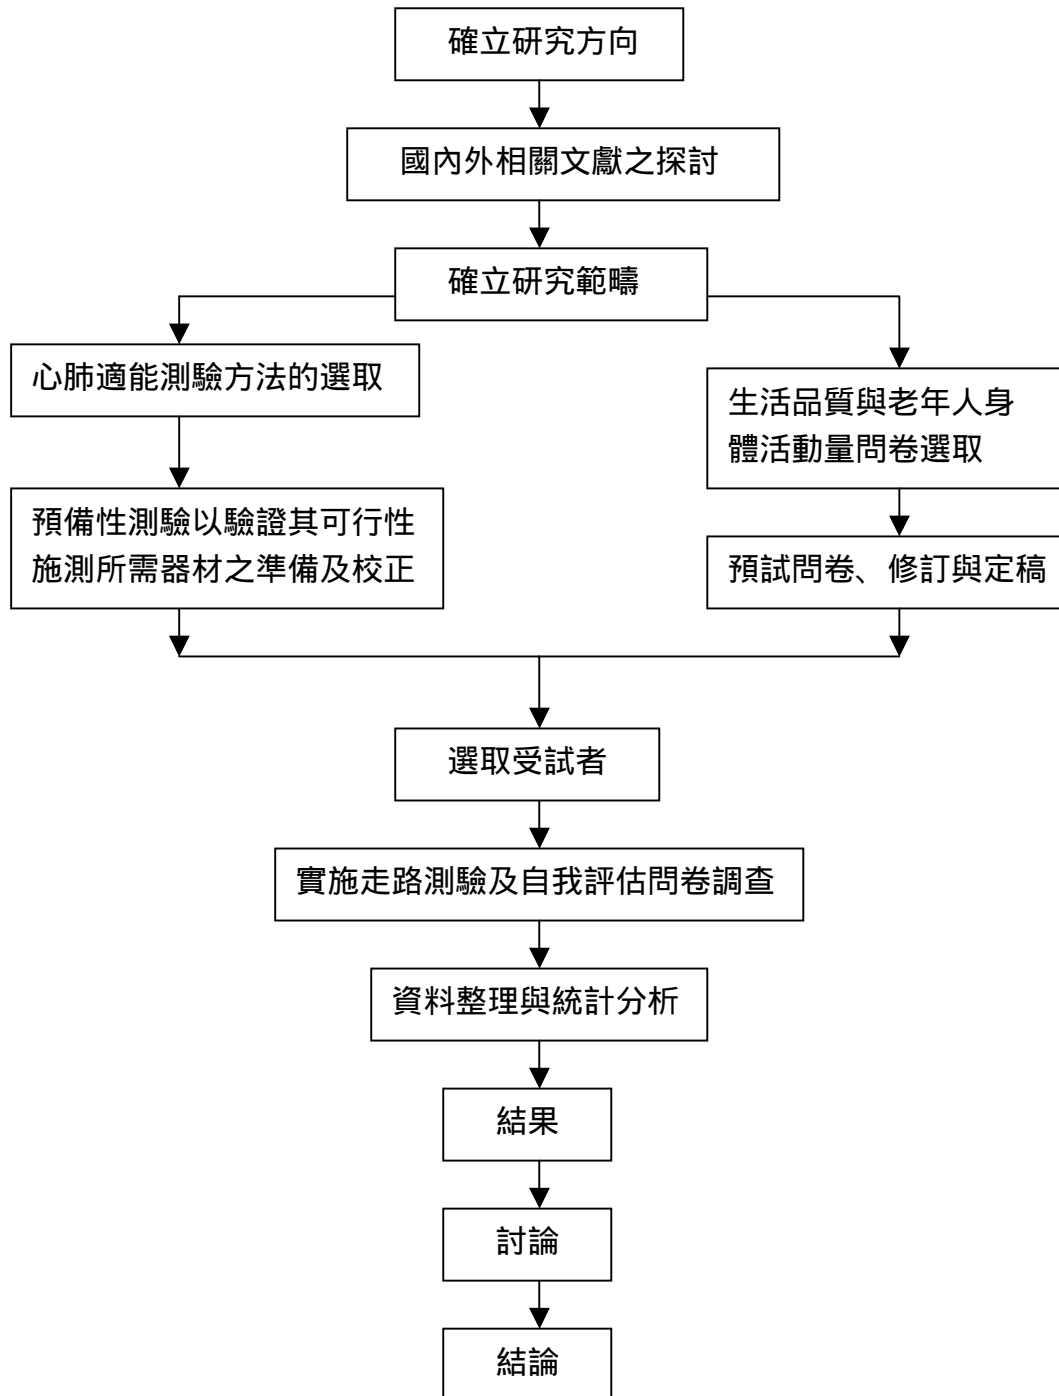 確立研究方向
國內外相關文獻之探討
確立研究範疇
心肺適能測驗方法的選取
預備性測驗以驗證其可行性
施測所需器材之準備及校正
生活品質與老年人身
體活動量問卷選取
預試問卷、修訂與定稿
選取受試者
實施走路測驗及自我評估問卷調查
資料整理與統計分析
結果
討論
結論